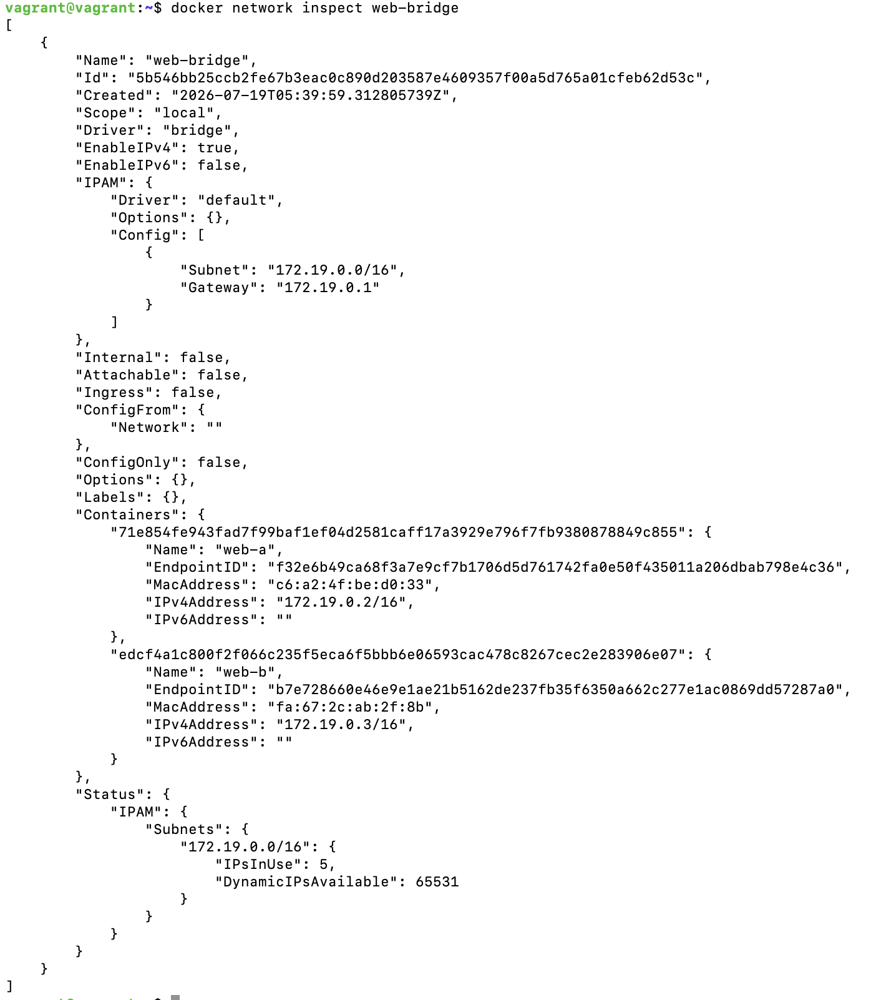 vagrant@vagrant:~$ docker network inspect web-bridge
[
    {
        "Name": "web-bridge",
        "Id": "5b546bb25ccb2fe67b3eac0c890d203587e4609357f00a5d765a01cfeb62d53c",
        "Created": "2026-07-19T05:39:59.312805739Z",
        "Scope": "local",
        "Driver": "bridge",
        "EnableIPv4": true,
        "EnableIPv6": false,
        "IPAM": {
            "Driver": "default",
            "Options": {},
            "Config": [
                {
                    "Subnet": "172.19.0.0/16",
                    "Gateway": "172.19.0.1"
                }
            ]
        },
        "Internal": false,
        "Attachable": false,
        "Ingress": false,
        "ConfigFrom": {
            "Network": ""
        },
        "ConfigOnly": false,
        "Options": {},
        "Labels": {},
        "Containers": {
            "71e854fe943fad7f99baf1ef04d2581caff17a3929e796f7fb9380878849c855": {
                "Name": "web-a",
                "EndpointID": "f32e6b49ca68f3a7e9cf7b1706d5d761742fa0e50f435011a206dbab798e4c36",
                "MacAddress": "c6:a2:4f:be:d0:33",
                "IPv4Address": "172.19.0.2/16",
                "IPv6Address": ""
            },
            "edcf4a1c800f2f066c235f5eca6f5bbb6e06593cac478c8267cec2e283906e07": {
                "Name": "web-b",
                "EndpointID": "b7e728660e46e9e1ae21b5162de237fb35f6350a662c277e1ac0869dd57287a0",
                "MacAddress": "fa:67:2c:ab:2f:8b",
                "IPv4Address": "172.19.0.3/16",
                "IPv6Address": ""
            }
        },
        "Status": {
            "IPAM": {
                "Subnets": {
                    "172.19.0.0/16": {
                        "IPsInUse": 5,
                        "DynamicIPsAvailable": 65531
                    }
                }
            }
        }
    }
]